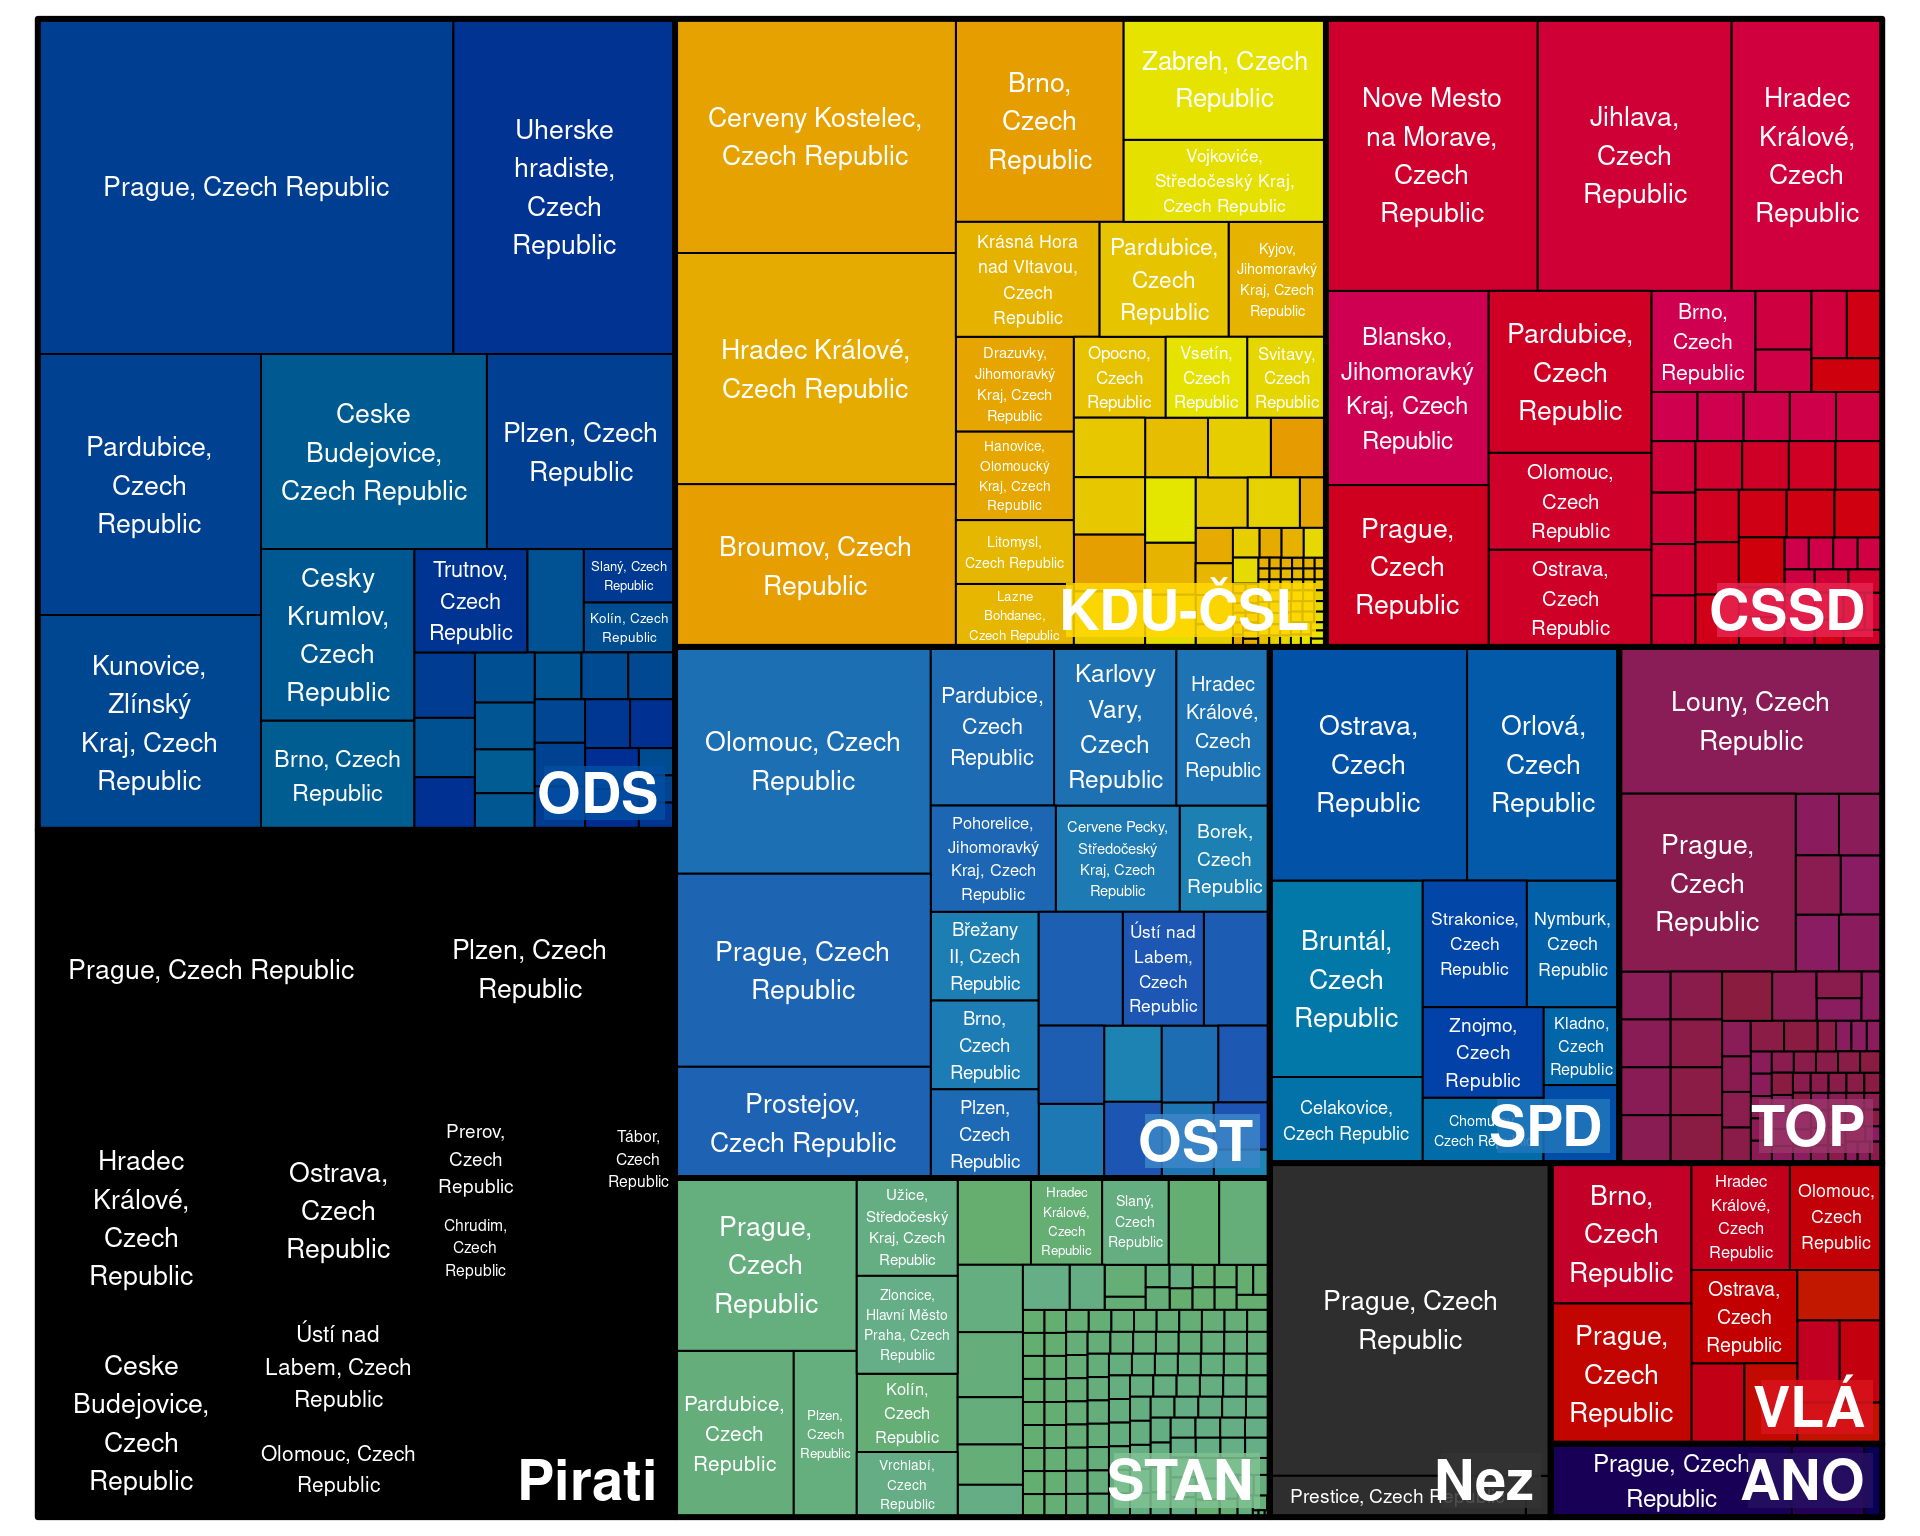 Prague, Czech Republic
Uherske
hradiste,
Czech
Republic
Pardubice,
Czech
Republic
Ceske
Budejovice,
Czech Republic
Plzen, Czech
Republic
Kunovice,
Zlínský
Kraj, Czech
Republic
Cesky
Krumlov,
Czech
Republic
Brno, Czech
Republic
Trutnov,
Czech
Republic
Slaný, Czech
Republic
Kolín, Czech
Republic
ODS
Cerveny Kostelec,
Czech Republic
Hradec Králové,
Czech Republic
Broumov, Czech
Republic
Brno,
Czech
Republic
Zabreh, Czech
Republic
Vojkoviće,
Středočeský Kraj,
Czech Republic
Krásná Hora
nad Vltavou,
Czech
Republic
Pardubice,
Czech
Republic
Kyjov,
Jihomoravký
Kraj, Czech
Republic
Drazuvky,
Jihomoravký
Kraj, Czech
Republic
Opocno,
Czech
Republic
Vsetín,
Czech
Republic
Svitavy,
Czech
Republic
Hanovice,
Olomoucký
Kraj, Czech
Republic
Litomysl,
Czech Republic
Lazne
Bohdanec,
Czech Republic
KDU-ČSL
Nove Mesto
na Morave,
Czech
Republic
Jihlava,
Czech
Republic
Hradec
Králové,
Czech
Republic
Blansko,
Jihomoravký
Kraj, Czech
Republic
Pardubice,
Czech
Republic
Brno,
Czech
Republic
Prague,
Czech
Republic
Olomouc,
Czech
Republic
Ostrava,
Czech
Republic
CSSD
Prague, Czech Republic
Plzen, Czech
Republic
Hradec
Králové,
Czech
Republic
Ostrava,
Czech
Republic
Prerov,
Czech
Republic
Tábor,
Czech
Republic
Chrudim,
Czech
Republic
Ceske
Budejovice,
Czech
Republic
Ústí nad
Labem, Czech
Republic
Olomouc, Czech
Republic
Pirati
Olomouc, Czech
Republic
Prague, Czech
Republic
Prostejov,
Czech Republic
Pardubice,
Czech
Republic
Karlovy
Vary,
Czech
Republic
Hradec
Králové,
Czech
Republic
Pohorelice,
Jihomoravký
Kraj, Czech
Republic
Cervene Pecky,
Středočeský
Kraj, Czech
Republic
Borek,
Czech
Republic
Břežany
II, Czech
Republic
Ústí nad
Labem,
Czech
Republic
Brno,
Czech
Republic
Plzen,
Czech
Republic
OST
Ostrava,
Czech
Republic
Orlová,
Czech
Republic
Bruntál,
Czech
Republic
Strakonice,
Czech
Republic
Nymburk,
Czech
Republic
Znojmo,
Czech
Republic
Kladno,
Czech
Republic
Celakovice,
Czech Republic
Czech
SPD
Louny, Czech
Republic
Prague,
Czech
Republic
TOP
Prague,
Czech
Republic
Pardubice,
Czech
Republic
Plzen,
Czech
Republic
Užice,
Středočeský
Kraj, Czech
Republic
Zloncice,
Hlavní Město
Praha, Czech
Republic
Kolín,
Czech
Republic
Vrchlabí,
Czech
Republic
Hradec
Králové,
Czech
Republic
Slaný,
Czech
Republic
STAN
Prague, Czech
Republic
Prestice, Czech Republic
Nez
Brno,
Czech
Republic
Hradec
Králové,
Czech
Republic
Olomouc,
Czech
Republic
Prague,
Czech
Republic
Ostrava,
Czech
Republic
VLÁ
Prague, Czech
Republic
ANO